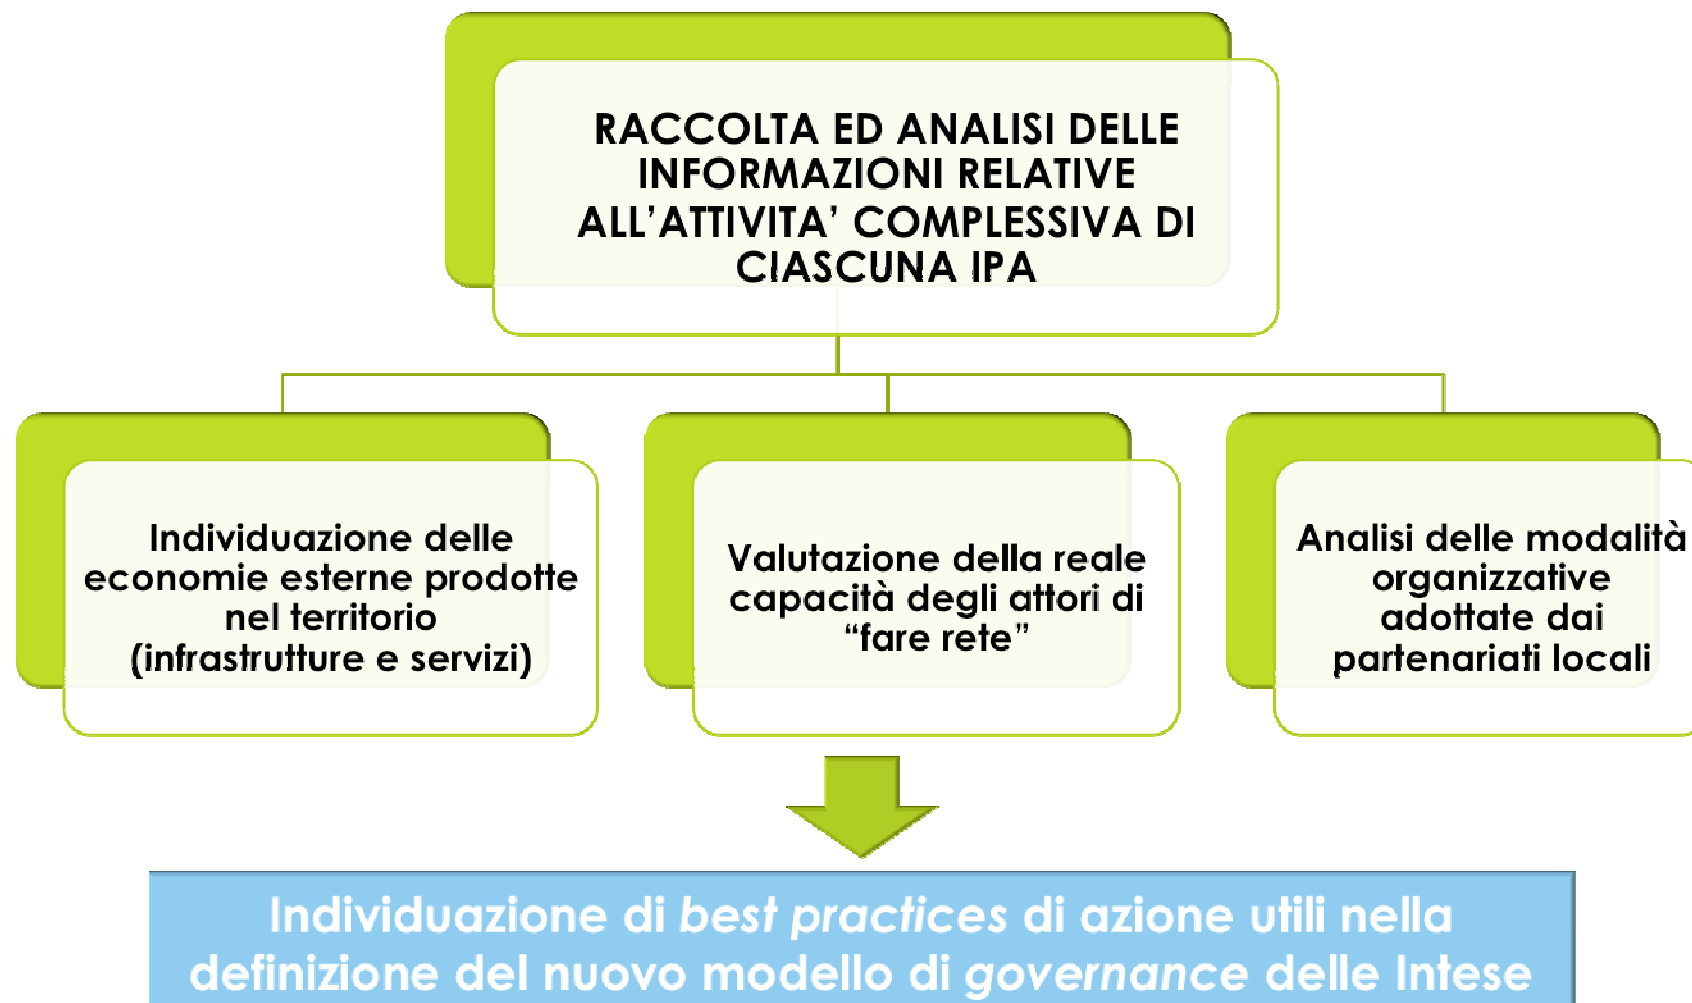 RACCOLTA ED ANALISI DELLE
INFORMAZIONI RELATIVE
ALL’ATTIVITA’ COMPLESSIVA DI
CIASCUNA IPA
Individuazione delle
economie esterne prodotte
nel territorio
(infrastrutture e servizi)
Valutazione della reale
capacità degli attori di
“fare rete”
Analisi delle modalità
organizzative
adottate dai
partenariati locali
Individuazione di best practices di azione utili nella
definizione del nuovo modello di governance delle Intese